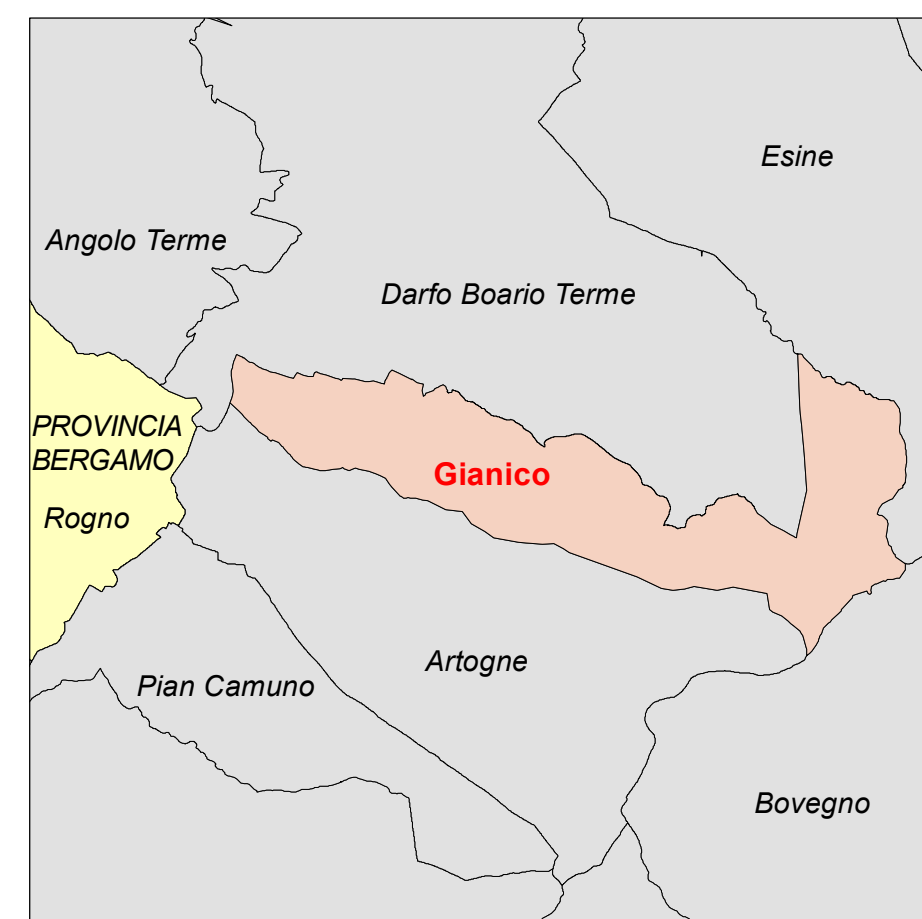 Esine
Angolo Terme
Darfo Boario Terme
PROVINCIA
BERGAMO
Gianico
Rogno
Artogne
Pian Camuno
Bovegno